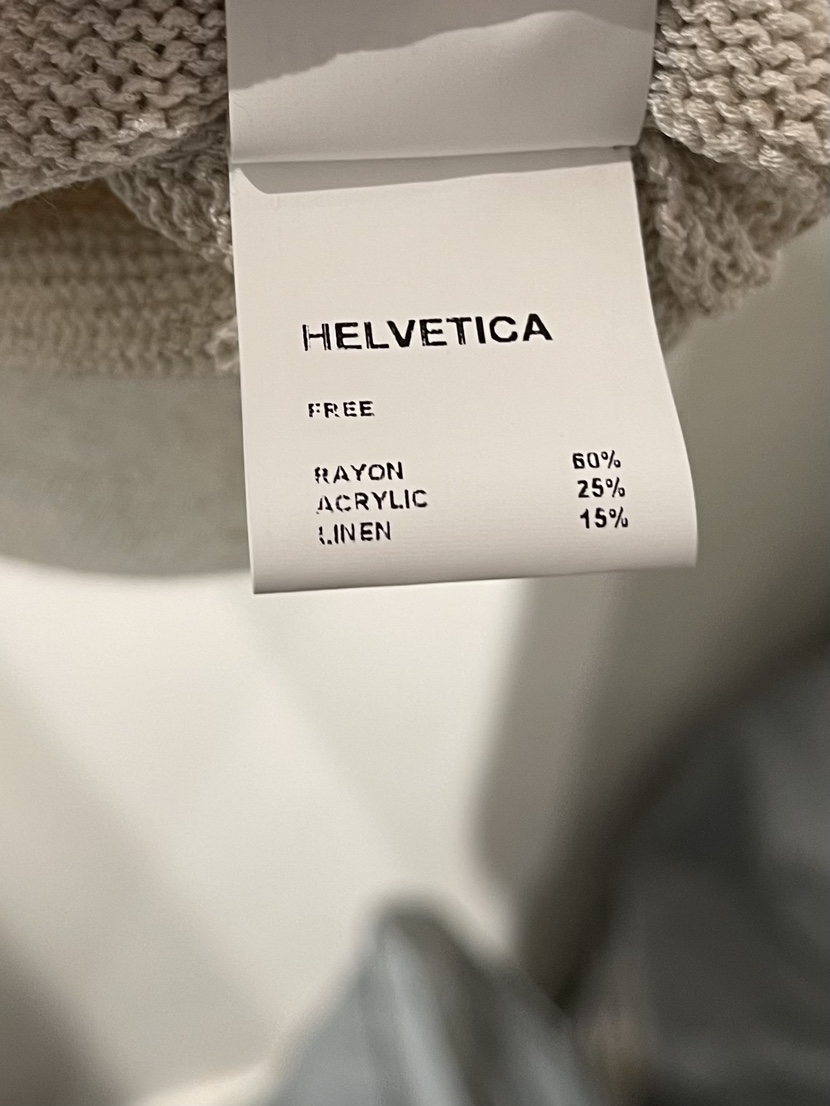 HELVETICA
FREE
RAYON 60%
ACRYLIC 25%
LINEN 15%